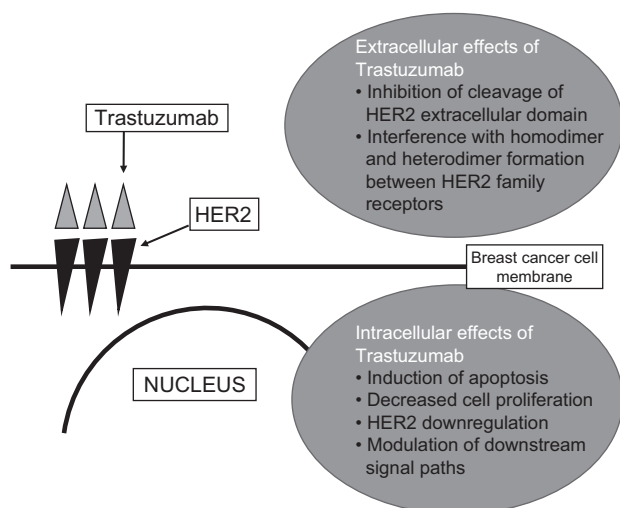 Extracellular effects of
Trastuzumab
• Inhibition of cleavage of
HER2 extracellular domain
• Interference with homodimer
and heterodimer formation
between HER2 family
receptors
Trastuzumab
HER2
Breast cancer cell
membrane
Intracellular effects of
Trastuzumab
• Induction of apoptosis
• Decreased cell proliferation
• HER2 downregulation
• Modulation of downstream
signal paths
NUCLEUS